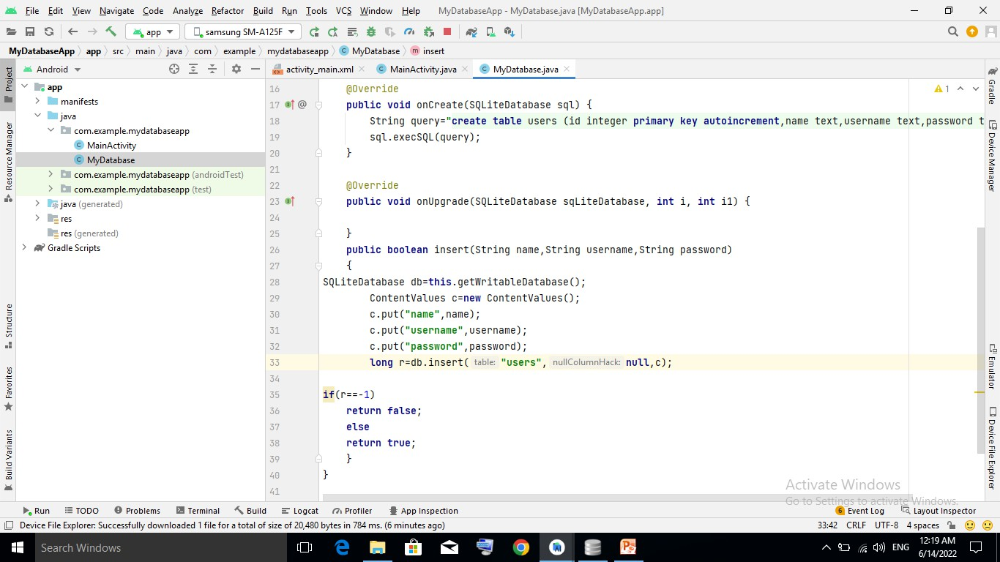 File Edit View Navigate Code Analyze Refactor Build Run Tools VCS Window Help MyDatabaseApp - MyDatabase.java [MyDatabaseApp.app]
app samsung SM-A125F
MyDatabaseApp app src main java com example mydatabaseapp MyDatabase insert
Project
Resource Manager
Structure
Favorites
Build Variants
Android
app
manifests
java
com.example.mydatabaseapp
MainActivity
MyDatabase
com.example.mydatabaseapp (androidTest)
com.example.mydatabaseapp (test)
java (generated)
res
res (generated)
Gradle Scripts
activity_main.xml MainActivity.java MyDatabase.java
1
16 @Override
17 @ public void onCreate(SQLiteDatabase sql) {
18 String query="create table users (id integer primary key autoincrement,name text,username text,password t
19 sql.execSQL(query);
20 }
21
22 @Override
23 public void onUpgrade(SQLiteDatabase sqLiteDatabase, int i, int i1) {
24
25 }
26 public boolean insert(String name,String username,String password)
27 {
28 SQLiteDatabase db=this.getWritableDatabase();
29 ContentValues c=new ContentValues();
30 c.put("name",name);
31 c.put("username",username);
32 c.put("password",password);
33 long r=db.insert( table: "users", nullColumnHack: null,c);
34
35 if(r==-1)
36 return false;
37 else
38 return true;
39 }
40 }
41
Gradle
Device Manager
Emulator
Device File Explorer
Activate Windows
Go to Settings to activate Windows.
Run TODO Problems Terminal Build Logcat Profiler App Inspection 6 Event Log Layout Inspector
Device File Explorer: Successfully downloaded 1 file for a total of size of 20,480 bytes in 784 ms. (6 minutes ago) 33:42 CRLF UTF-8 4 spaces
Search Windows
ENG 12:19 AM
6/14/2022